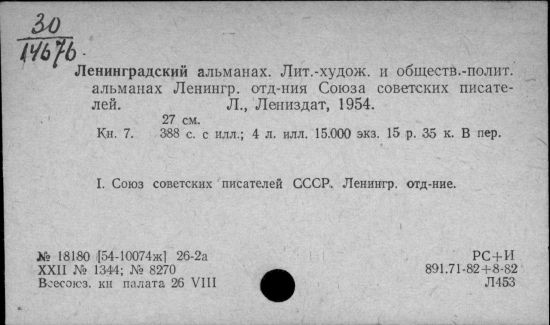 30
14676
Ленинградский альманах. Лит.-худож. и обществ.-полит.
альманах Ленингр. отд-ния Союза советских писате-
лей. Л., Лениздат, 1954.
27 см.
Кн. 7. 388 с. с илл.; 4 л. илл. 15.000 экз. 15 р. 35 к. В пер.
I. Союз советских писателей СССР. Ленингр. отд-ние.
№ 18180 [54-10074ж] 26-2а
РС+И
XXII № 1344; № 8270
891.71-82+8-82
Всесоюз. кн палата 26 VIII
Л453